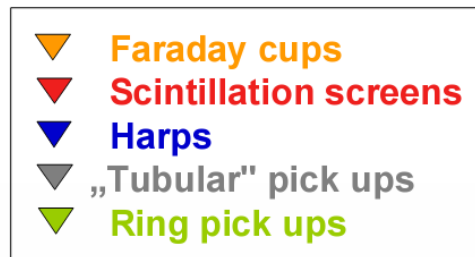 Faraday cups
Scintillation screens
Harps
„Tubular" pick ups
Ring pick ups